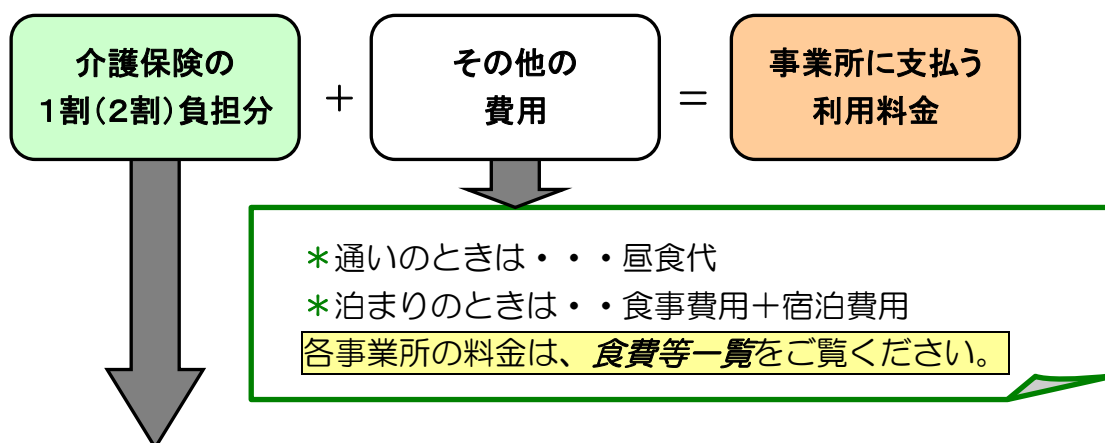 介護保険の
1割(2割)負担分
+
その他の
費用
=
事業所に支払う
利用料金
*通いのときは・・・昼食代
*泊まりのときは・・食事費用+宿泊費用
各事業所の料金は、食費等一覧をご覧ください。